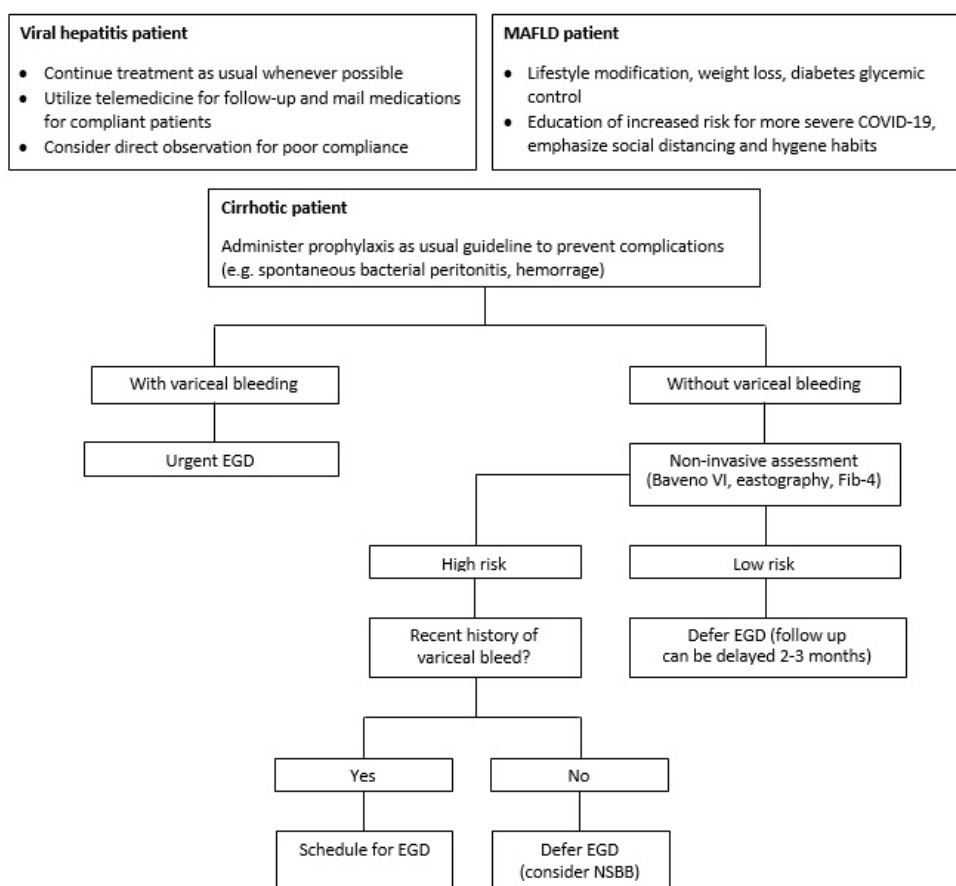 Viral hepatitis patient
• Continue treatment as usual whenever possible
• Utilize telemedicine for follow-up and mail medications
for compliant patients
• Consider direct observation for poor compliance
MAFLD patient
• Lifestyle modification, weight loss, diabetes glycemic
control
• Education of increased risk for more severe COVID-19,
emphasize social distancing and hygene habits
Cirrhotic patient
Administer prophylaxis as usual guideline to prevent complications
(e.g. spontaneous bacterial peritonitis, hemorrage)
With variceal bleeding
Without variceal bleeding
Urgent EGD
Non-invasive assessment
(Baveno VI, eastography, Fib-4)
High risk
Low risk
Recent history of
variceal bleed?
Defer EGD (follow up
can be delayed 2-3 months)
Yes
No
Schedule for EGD
Defer EGD
(consider NSBB)